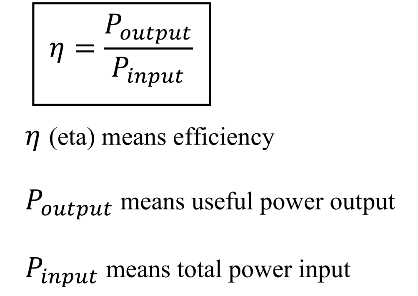 η = P_output / P_input
η (eta) means efficiency
P_output means useful power output
P_input means total power input